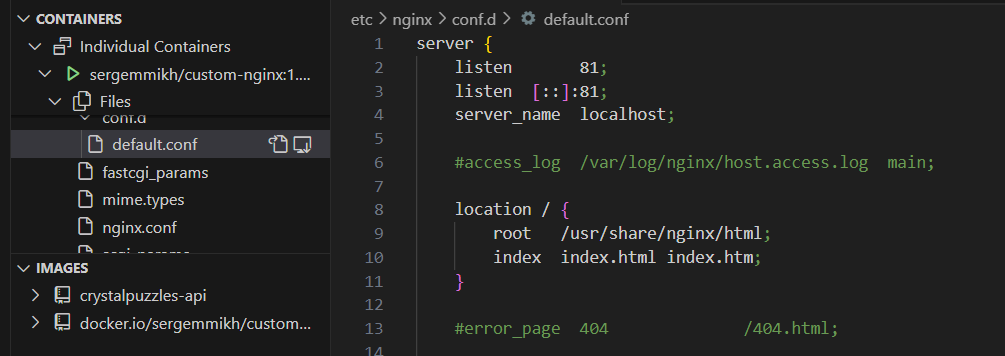 CONTAINERS
Individual Containers
sergemmikh/custom-nginx:1....
Files
conf.d
default.conf
fastcgi_params
mime.types
nginx.conf
IMAGES
crystalpuzzles-api
docker.io/sergemmikh/custom...
etc > nginx > conf.d > default.conf
1 server {
2 listen 81;
3 listen [::]:81;
4 server_name localhost;
5
6 #access_log /var/log/nginx/host.access.log main;
7
8 location / {
9 root /usr/share/nginx/html;
10 index index.html index.htm;
11 }
12
13 #error_page 404 /404.html;
14